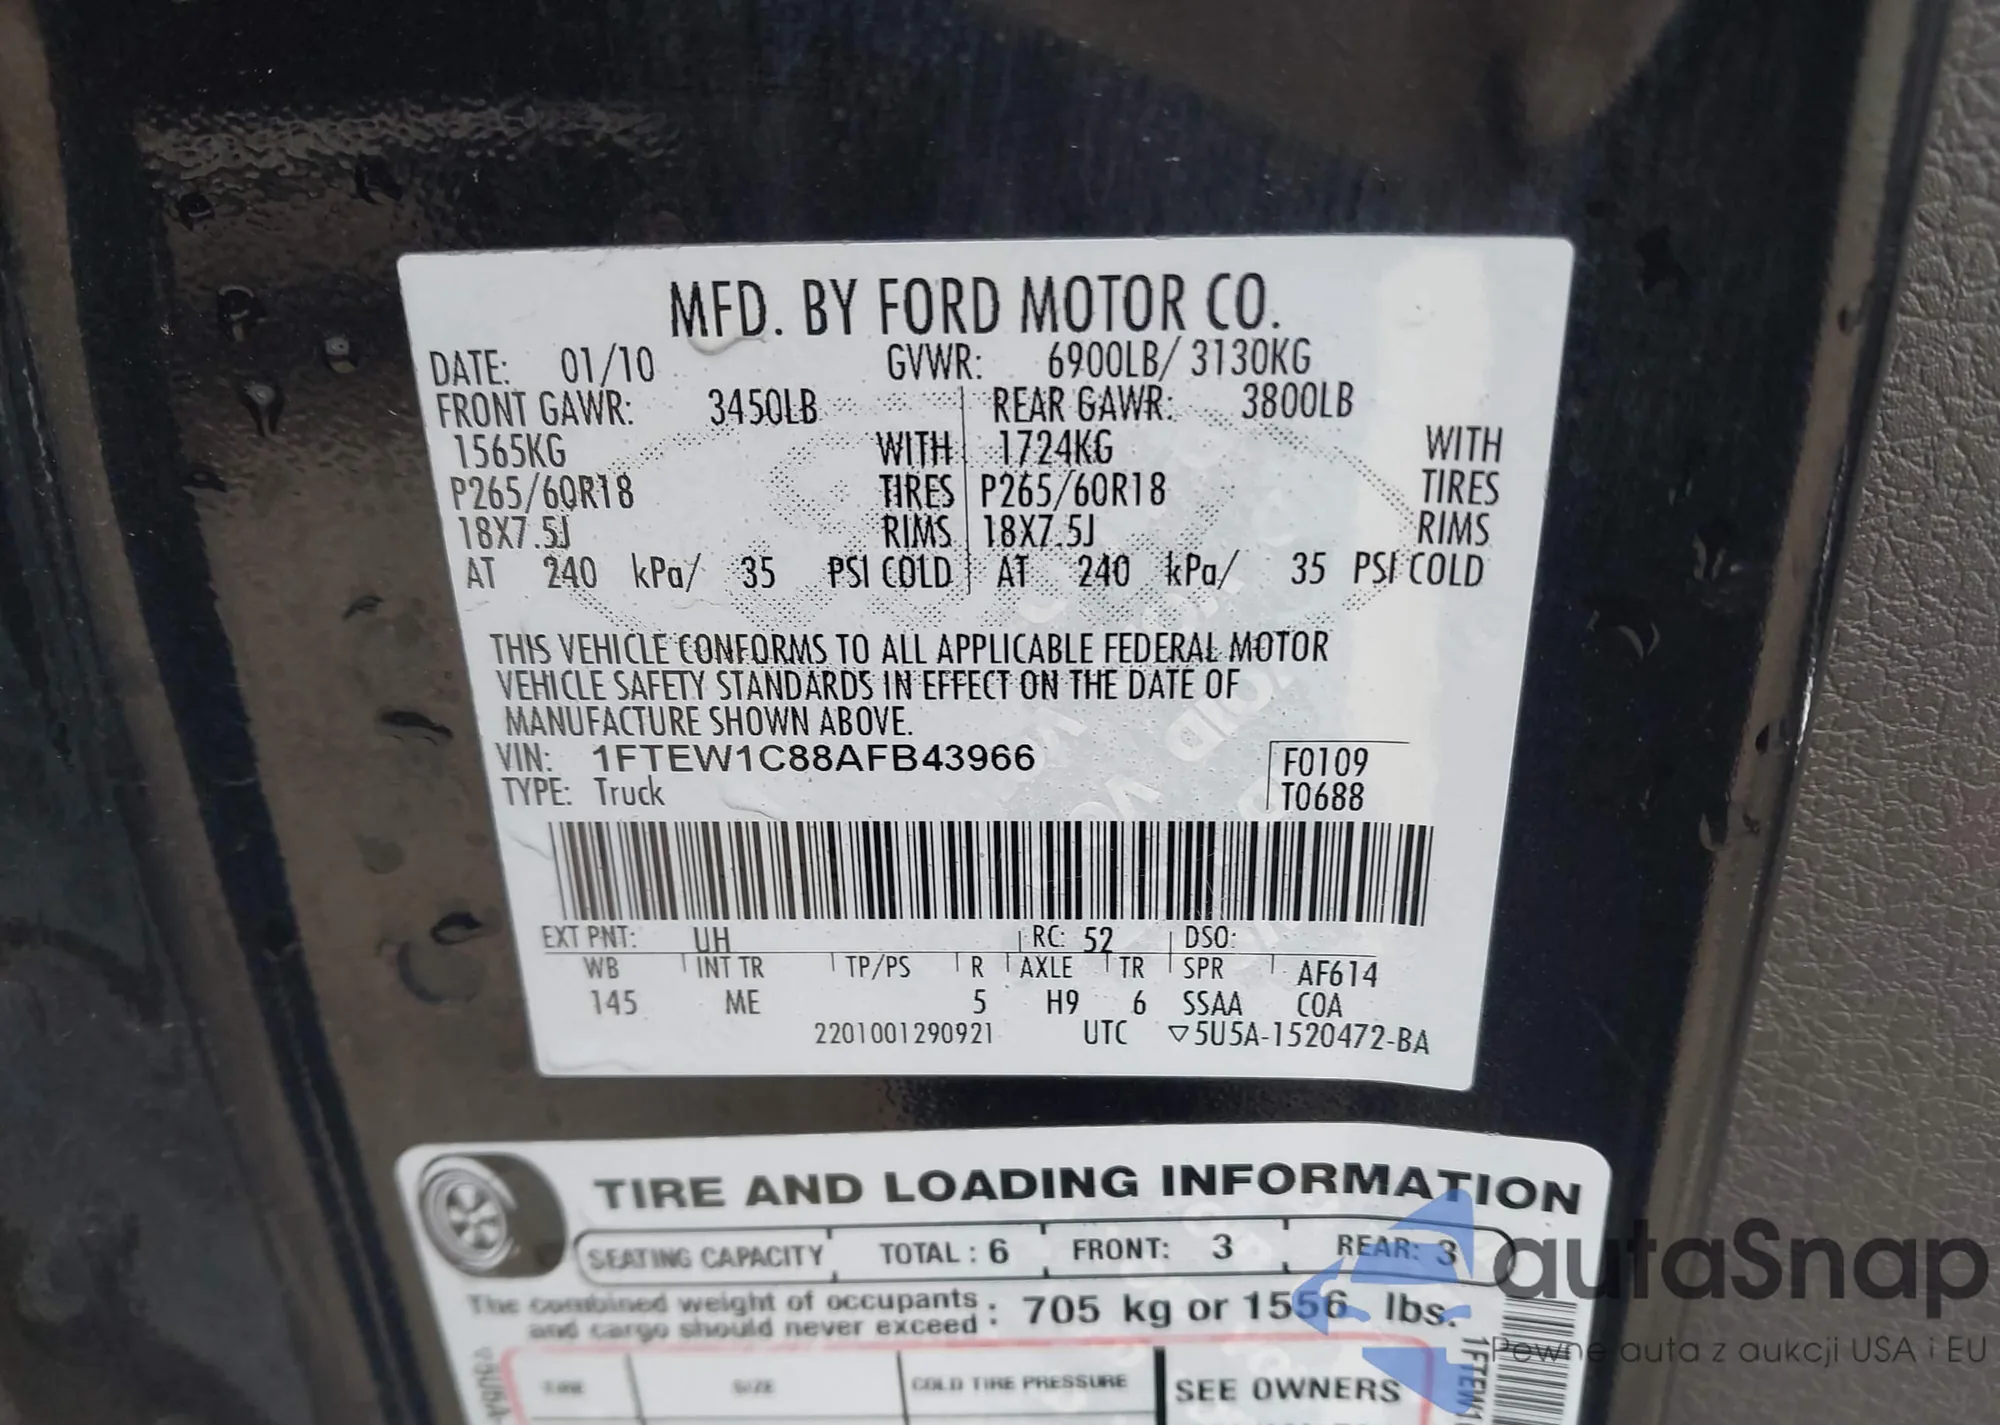 MFD. BY FORD MOTOR CO.
DATE: 01/10 GVWR: 6900LB/ 3130KG
FRONT GAWR: 3450LB REAR GAWR: 3800LB
1565KG WITH 1724KG WITH
P265/60R18 TIRES P265/60R18 TIRES
18X7.5J RIMS 18X7.5J RIMS
AT 240 kPa/ 35 PSI COLD AT 240 kPa/ 35 PSI COLD
THIS VEHICLE CONFORMS TO ALL APPLICABLE FEDERAL MOTOR
VEHICLE SAFETY STANDARDS IN EFFECT ON THE DATE OF
MANUFACTURE SHOWN ABOVE.
VIN: 1FTEW1C88AFB43966 F0109
TYPE: Truck T0688
EXT PNT: UH RC: 52 DSO:
WB INT TR TP/PS R AXLE TR SPR AF614
145 ME 5 H9 6 SSAA COA
2201001290921 UTC ▽5U5A-1520472-BA
TIRE AND LOADING INFORMATION
SEATING CAPACITY TOTAL : 6 FRONT: 3 REAR: 3
The combined weight of occupants
and cargo should never exceed : 705 kg or 1556 lbs.
TIRE SIZE COLD TIRE PRESSURE SEE OWNERS
1FTEW1
autaSnap
Pewne auta z aukcji USA i EU